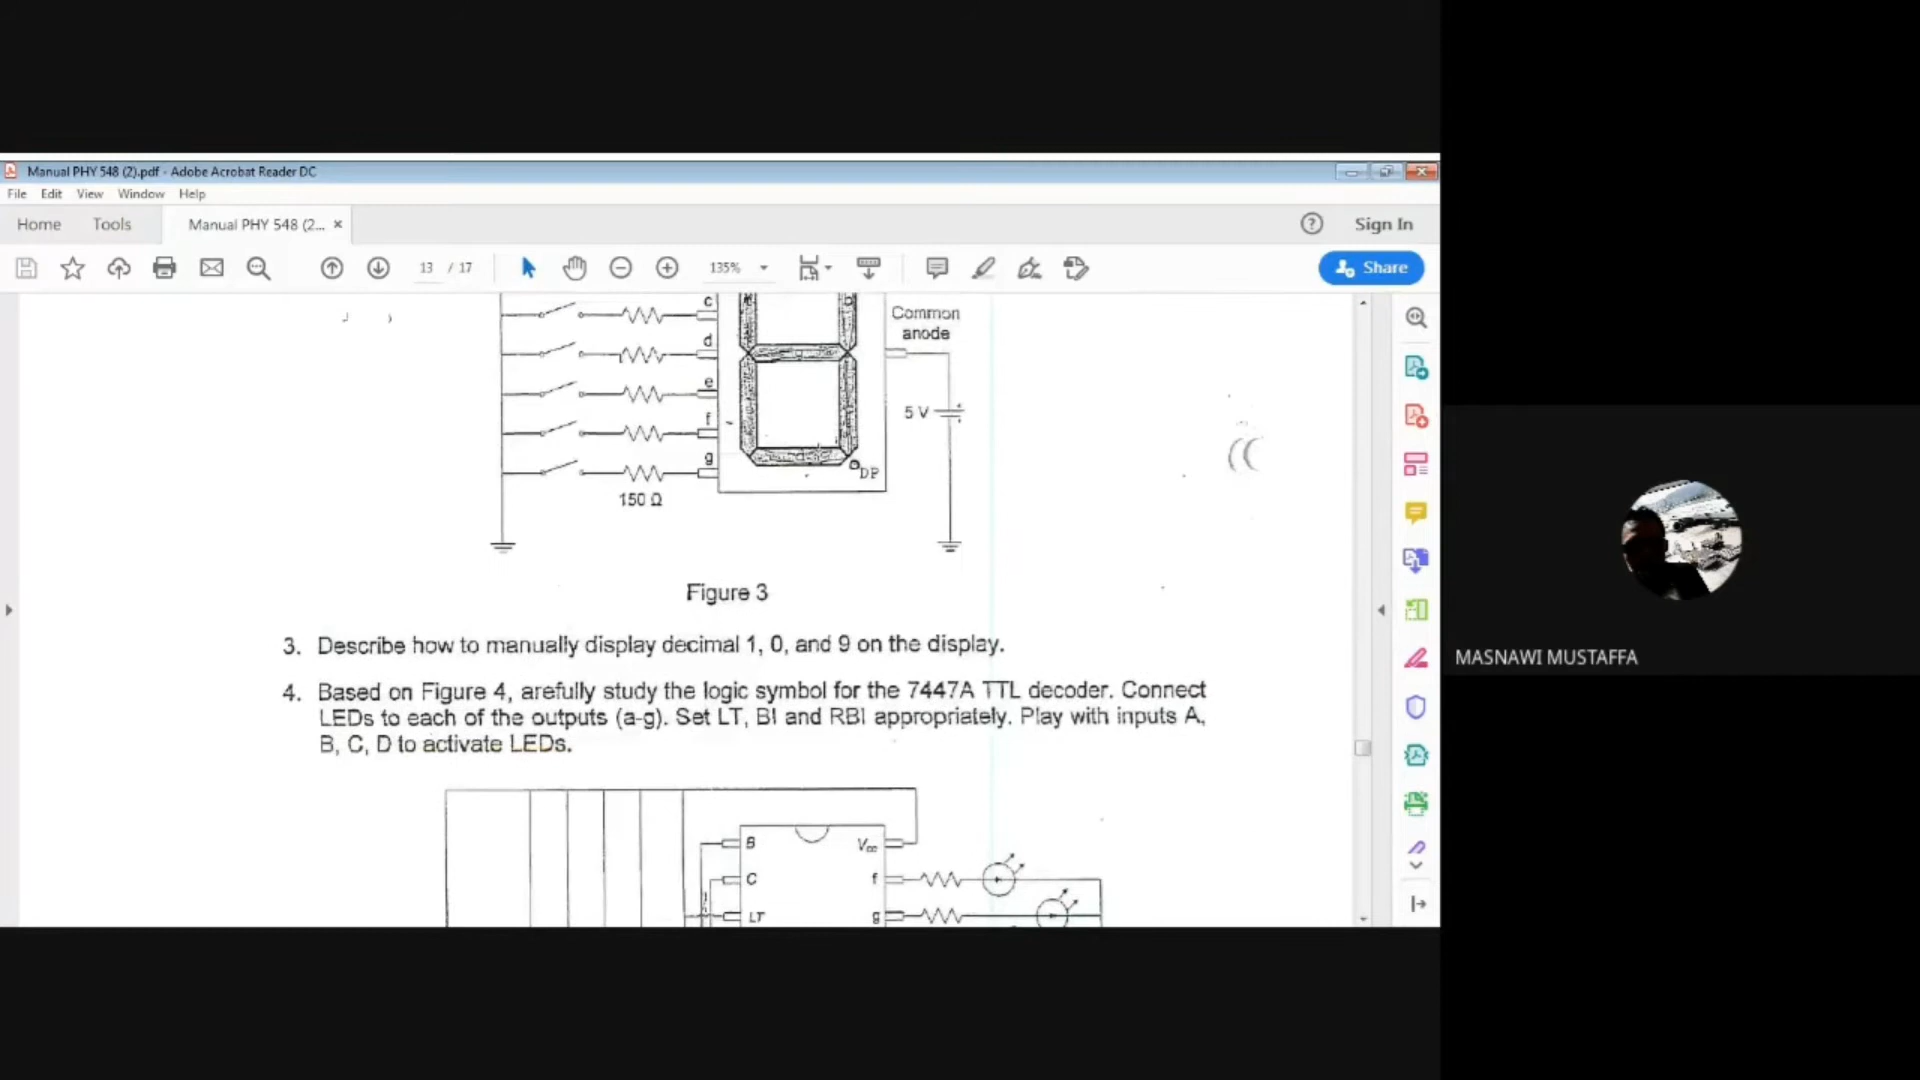 Manual PHY 548 (2).pdf - Adobe Acrobat Reader DC
File Edit View Window Help
Home Tools Manual PHY 548 (2... × Sign In
13 / 17 135% Share
c b
Common
anode
d
g
e
5 V
f
g d
DP
150 Ω
Figure 3
3. Describe how to manually display decimal 1, 0, and 9 on the display.
4. Based on Figure 4, arefully study the logic symbol for the 7447A TTL decoder. Connect
LEDs to each of the outputs (a-g). Set LT, BI and RBI appropriately. Play with inputs A,
B, C, D to activate LEDs.
B Vcc
C f
LT g
MASNAWI MUSTAFFA